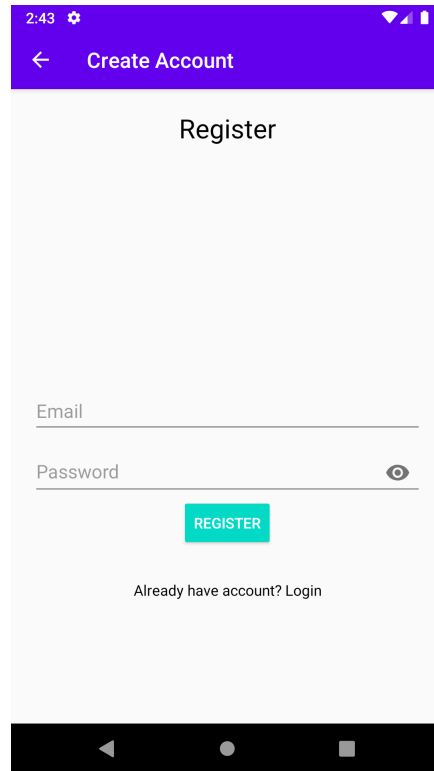 2:43
Create Account
Register
Email
Password
REGISTER
Already have account? Login